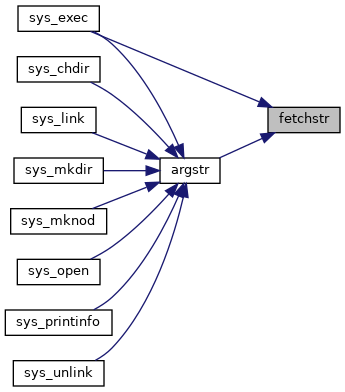 sys_exec
sys_chdir
sys_link
fetchstr
sys_mkdir
argstr
sys_mknod
sys_open
sys_printinfo
sys_unlink